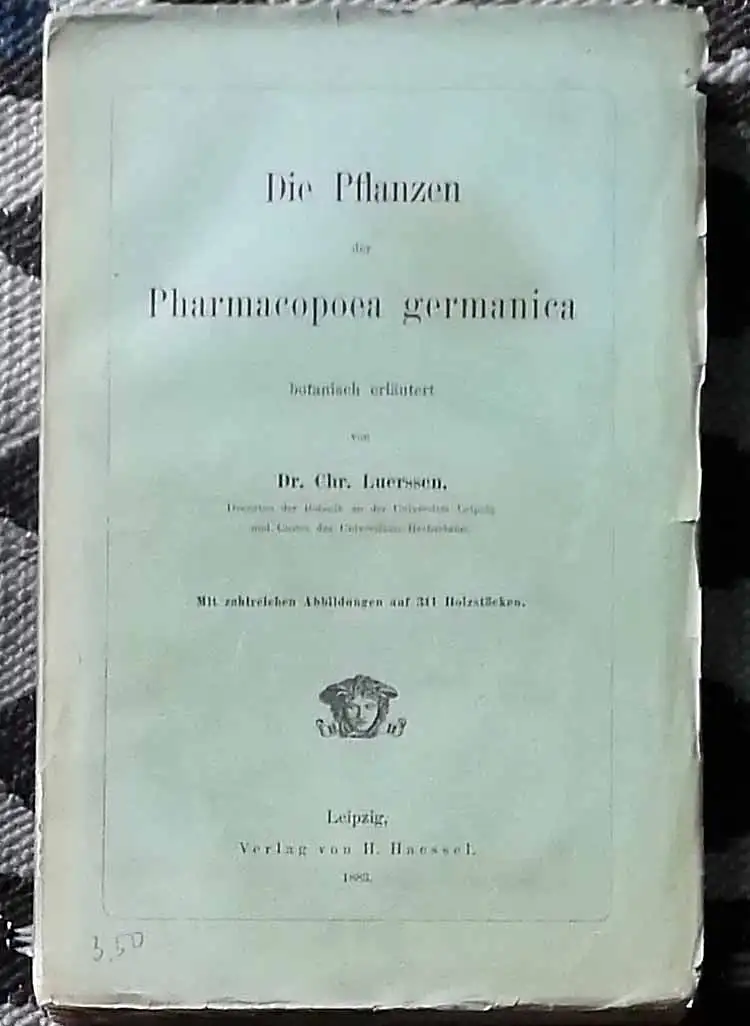 Die Pflanzen
der
Pharmacopoea germanica
botanisch erläutert
von
Dr. Chr. Luerssen,
Docenten der Botanik an der Universität Leipzig
und Custos des Universitäts-Herbariums.
Mit zahlreichen Abbildungen auf 341 Holzstöcken.
Leipzig,
Verlag von H. Haessel.
1883.
3,50